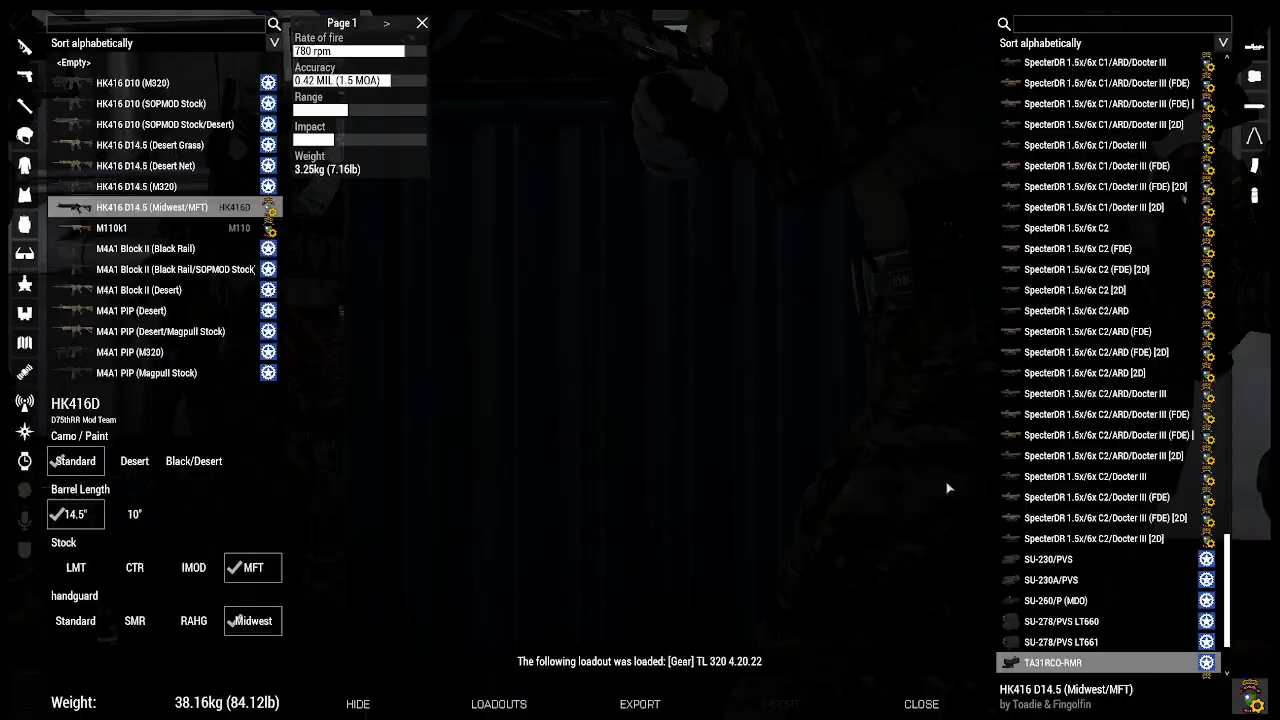 Sort alphabetically
<Empty>
HK416 D10 (M320)
HK416 D10 (SOPMOD Stock)
HK416 D10 (SOPMOD Stock/Desert)
HK416 D14.5 (Desert Grass)
HK416 D14.5 (Desert Net)
HK416 D14.5 (M320)
HK416 D14.5 (Midwest/MFT) HK416D
M110k1 M110
M4A1 Block II (Black Rail)
M4A1 Block II (Black Rail/SOPMOD Stock)
M4A1 Block II (Desert)
M4A1 PIP (Desert)
M4A1 PIP (Desert/Magpull Stock)
M4A1 PIP (M320)
M4A1 PIP (Magpull Stock)
HK416D
D75thRR Mod Team
Camo / Paint
Standard Desert Black/Desert
Barrel Length
14.5" 10"
Stock
LMT CTR IMOD MFT
handguard
Standard SMR RAHG Midwest
Weight: 38.16kg (84.12lb)
Page 1 >
Rate of fire
780 rpm
Accuracy
0.42 MIL (1.5 MOA)
Range
Impact
Weight
3.25kg (7.16lb)
The following loadout was loaded: [Gear] TL 320 4.20.22
HIDE LOADOUTS EXPORT IMPORT CLOSE
Sort alphabetically
SpecterDR 1.5x/6x C1/ARD/Docter III
SpecterDR 1.5x/6x C1/ARD/Docter III (FDE)
SpecterDR 1.5x/6x C1/ARD/Docter III (FDE) |
SpecterDR 1.5x/6x C1/ARD/Docter III [2D]
SpecterDR 1.5x/6x C1/Docter III
SpecterDR 1.5x/6x C1/Docter III (FDE)
SpecterDR 1.5x/6x C1/Docter III (FDE) [2D]
SpecterDR 1.5x/6x C1/Docter III [2D]
SpecterDR 1.5x/6x C2
SpecterDR 1.5x/6x C2 (FDE)
SpecterDR 1.5x/6x C2 (FDE) [2D]
SpecterDR 1.5x/6x C2 [2D]
SpecterDR 1.5x/6x C2/ARD
SpecterDR 1.5x/6x C2/ARD (FDE)
SpecterDR 1.5x/6x C2/ARD (FDE) [2D]
SpecterDR 1.5x/6x C2/ARD [2D]
SpecterDR 1.5x/6x C2/ARD/Docter III
SpecterDR 1.5x/6x C2/ARD/Docter III (FDE)
SpecterDR 1.5x/6x C2/ARD/Docter III (FDE) |
SpecterDR 1.5x/6x C2/ARD/Docter III [2D]
SpecterDR 1.5x/6x C2/Docter III
SpecterDR 1.5x/6x C2/Docter III (FDE)
SpecterDR 1.5x/6x C2/Docter III (FDE) [2D]
SpecterDR 1.5x/6x C2/Docter III [2D]
SU-230/PVS
SU-230A/PVS
SU-260/P (MDO)
SU-278/PVS LT660
SU-278/PVS LT661
TA31RCO-RMR
HK416 D14.5 (Midwest/MFT)
by Toadie & Fingolfin